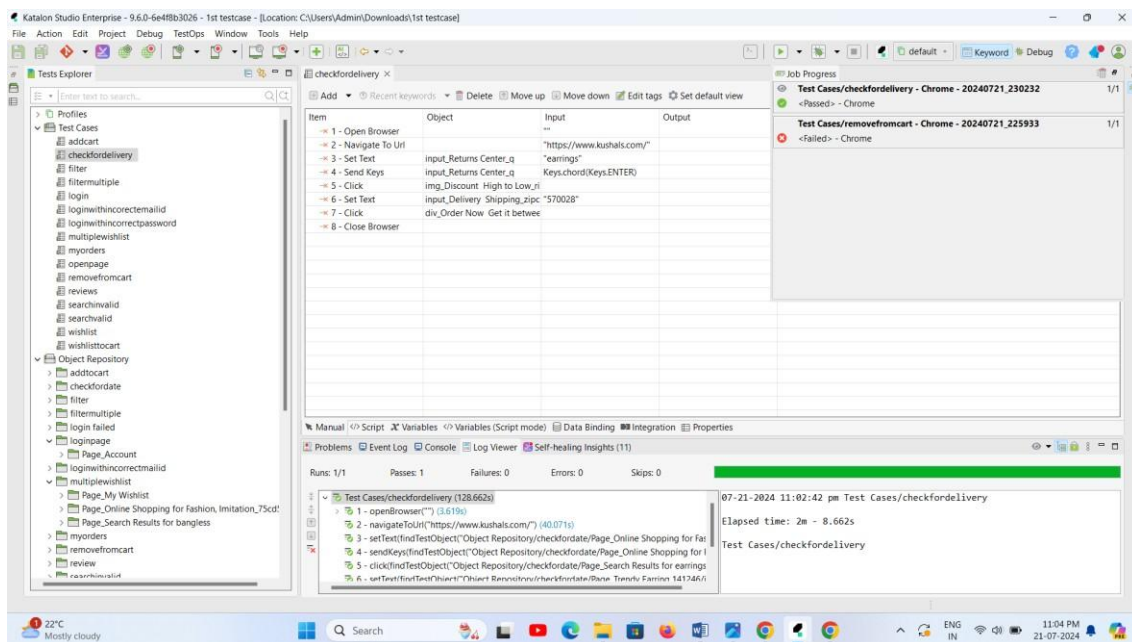 Katalon Studio Enterprise - 9.6.0-6e4f8b3026 - 1st testcase - [Location: C:\Users\Admin\Downloads\1st testcase]
File Action Edit Project Debug TestOps Window Tools Help
default
Keyword
Debug
Tests Explorer
Enter text to search...
Profiles
Test Cases
addcart
checkfordelivery
filter
filtermultiple
login
loginwithincorectemailid
loginwithincorrectpassword
multiplewishlist
myorders
openpage
removefromcart
reviews
searchinvalid
searchvalid
wishlist
wishlisttocart
Object Repository
addtocart
checkfordate
filter
filtermultiple
login failed
loginpage
Page_Account
loginwithincorrectmailid
multiplewishlist
Page_My Wishlist
Page_Online Shopping for Fashion, Imitation_75cd5
Page_Search Results for bangless
myorders
removefromcart
review
searchinvalid
checkfordelivery
Add Recent keywords Delete Move up Move down Edit tags Set default view
Item Object Input Output
1 - Open Browser ""
2 - Navigate To Url "https://www.kushals.com/"
3 - Set Text input_Returns Center_q "earrings"
4 - Send Keys input_Returns Center_q Keys.chord(Keys.ENTER)
5 - Click img_Discount High to Low_ri
6 - Set Text input_Delivery Shipping_zipc "570028"
7 - Click div_Order Now Get it betwee
8 - Close Browser
Manual Script Variables Variables (Script mode) Data Binding Integration Properties
Job Progress
Test Cases/checkfordelivery - Chrome - 20240721_230232 1/1
<Passed> - Chrome
Test Cases/removefromcart - Chrome - 20240721_225933 1/1
<Failed> - Chrome
Problems Event Log Console Log Viewer Self-healing Insights (11)
Runs: 1/1 Passes: 1 Failures: 0 Errors: 0 Skips: 0
Test Cases/checkfordelivery (128.662s)
1 - openBrowser("") (3.619s)
2 - navigateToUrl("https://www.kushals.com/") (40.071s)
3 - setText(findTestObject("Object Repository/checkfordate/Page_Online Shopping for Fas
4 - sendKeys(findTestObject("Object Repository/checkfordate/Page_Online Shopping for
5 - click(findTestObject("Object Repository/checkfordate/Page_Search Results for earrings
6 - setText(findTestObject("Object Repository/checkfordate/Page_Trendy Earring 141246/i
07-21-2024 11:02:42 pm Test Cases/checkfordelivery
Elapsed time: 2m - 8.662s
Test Cases/checkfordelivery
1
22°C
Mostly cloudy
Search
ENG
IN
11:04 PM
21-07-2024